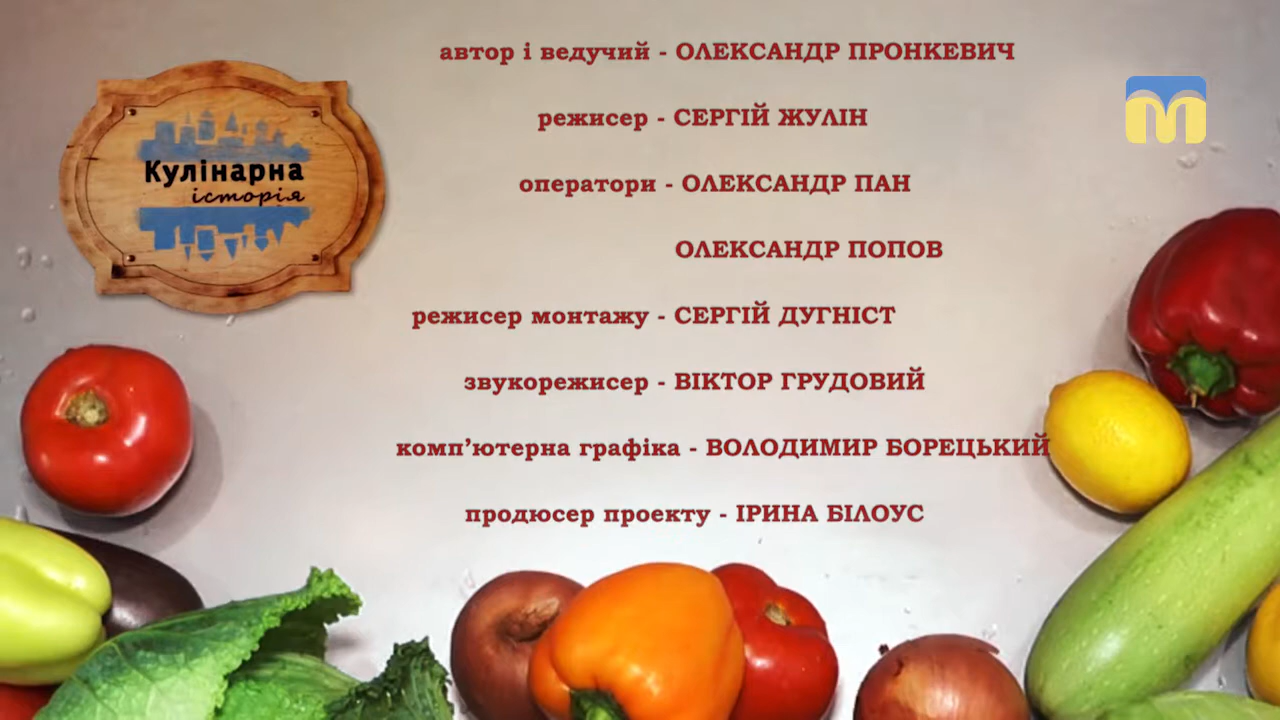 автор і ведучий - ОЛЕКСАНДР ПРОНКЕВИЧ
режисер - СЕРГІЙ ЖУЛІН
оператори - ОЛЕКСАНДР ПАН
ОЛЕКСАНДР ПОПОВ
режисер монтажу - СЕРГІЙ ДУГНІСТ
звукорежисер - ВІКТОР ГРУДОВИЙ
комп’ютерна графіка - ВОЛОДИМИР БОРЕЦЬКИЙ
продюсер проекту - ІРИНА БІЛОУС
Кулінарна
історія
м